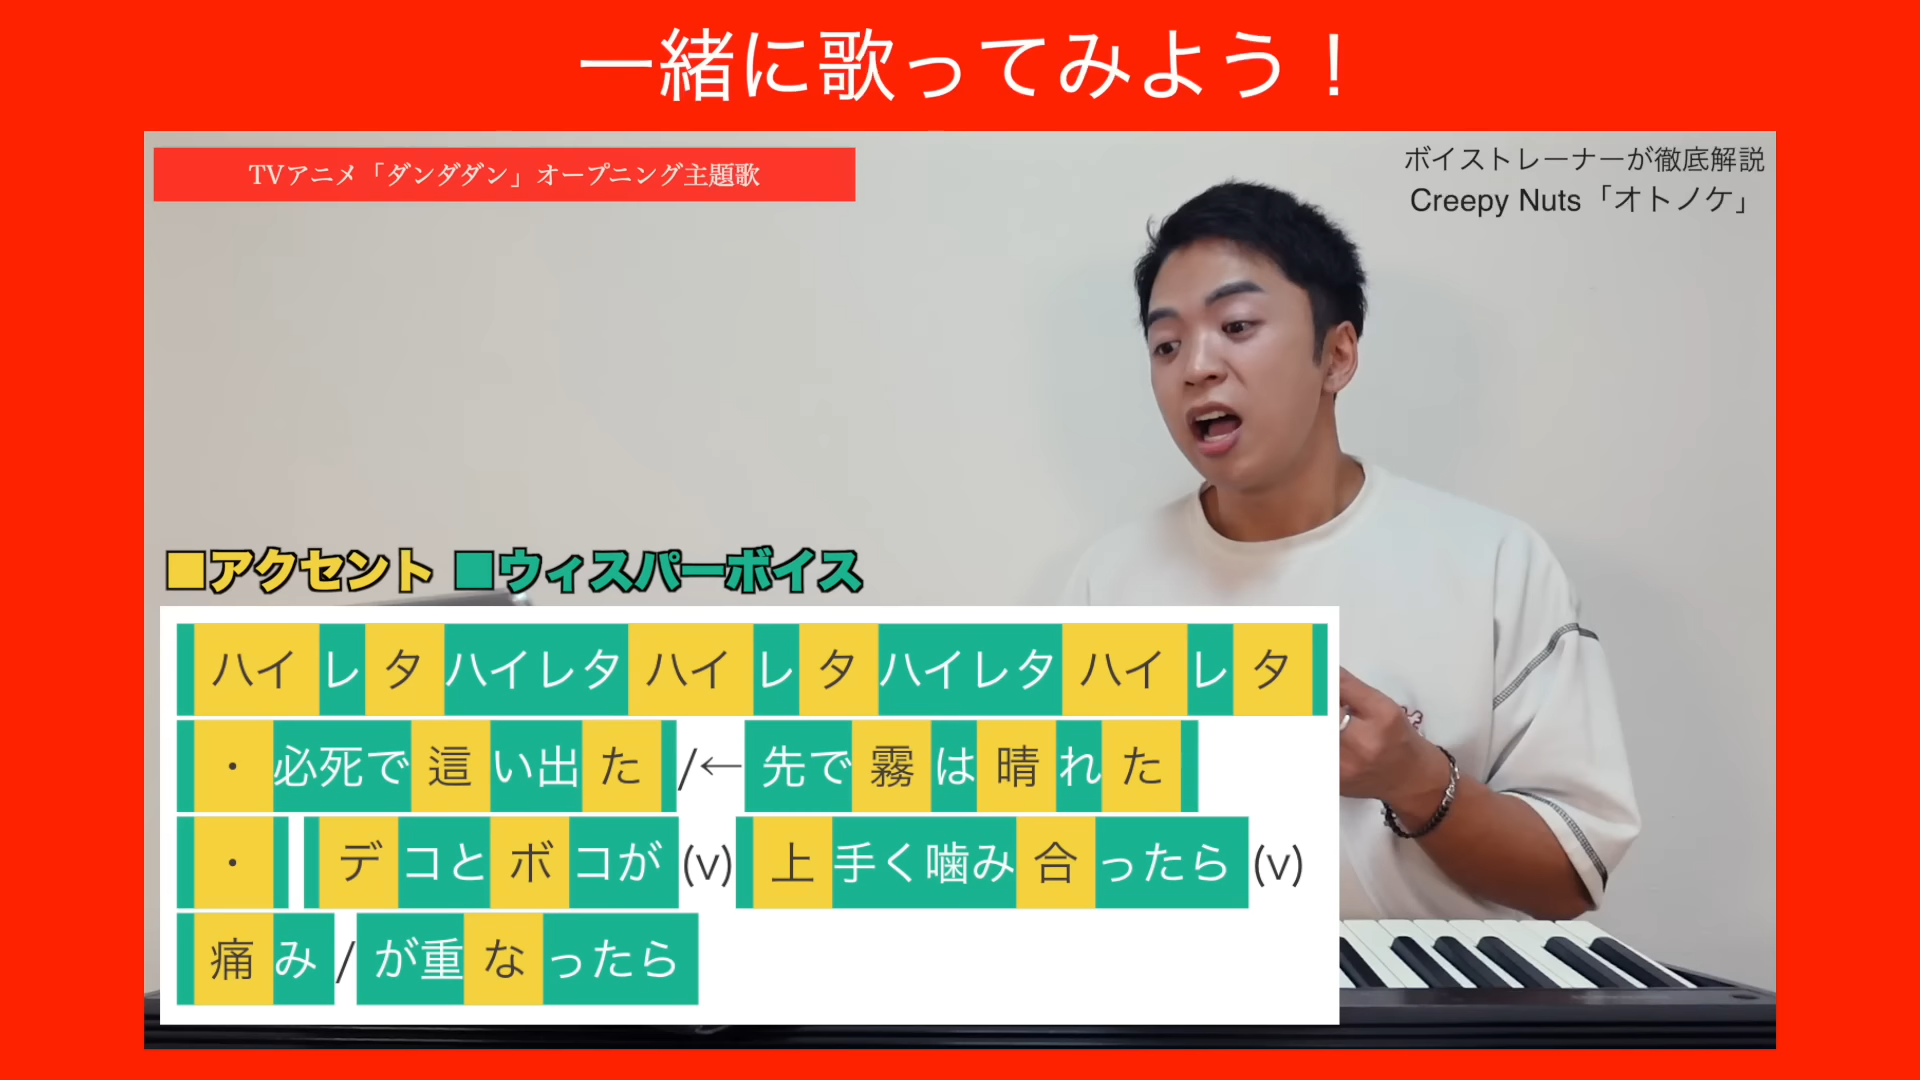 一緒に歌ってみよう！
TVアニメ「ダンダダン」オープニング主題歌
ボイストレーナーが徹底解説
Creepy Nuts「オトノケ」
■アクセント ■ウィスパーボイス
ハイレタハイレタハイレタハイレタハイレタ
・必死で這い出た/←先で霧は晴れた
・ デコとボコが(v)上手く噛み合ったら(v)
痛み/が重なったら